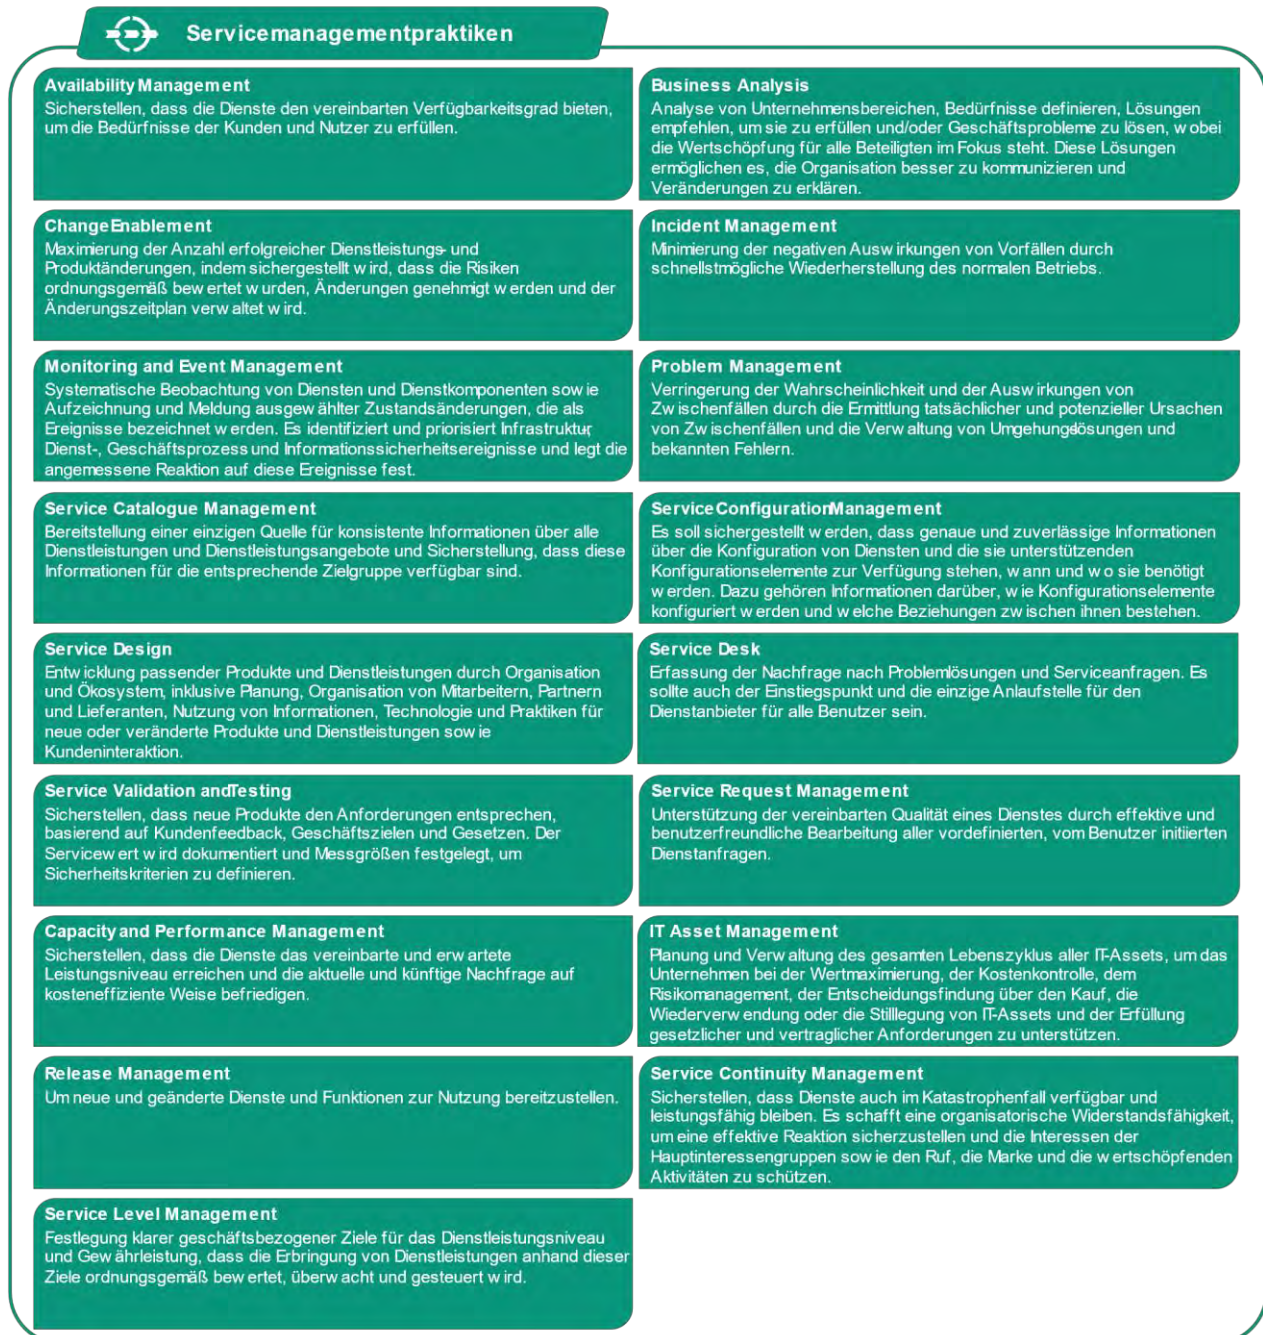 Servicemanagementpraktiken
Availability Management
Sicherstellen, dass die Dienste den vereinbarten Verfügbarkeitsgrad bieten,
um die Bedürfnisse der Kunden und Nutzer zu erfüllen.
Business Analysis
Analyse von Unternehmensbereichen, Bedürfnisse definieren, Lösungen
empfehlen, um sie zu erfüllen und/oder Geschäftsprobleme zu lösen, wobei
die Wertschöpfung für alle Beteiligten im Fokus steht. Diese Lösungen
ermöglichen es, die Organisation besser zu kommunizieren und
Veränderungen zu erklären.
Change Enablement
Maximierung der Anzahl erfolgreicher Dienstleistungs- und
Produktänderungen, indem sichergestellt wird, dass die Risiken
ordnungsgemäß bewertet wurden, Änderungen genehmigt werden und der
Änderungszeitplan verwaltet wird.
Incident Management
Minimierung der negativen Auswirkungen von Vorfällen durch
schnellstmögliche Wiederherstellung des normalen Betriebs.
Monitoring and Event Management
Systematische Beobachtung von Diensten und Dienstkomponenten sowie
Aufzeichnung und Meldung ausgewählter Zustandsänderungen, die als
Ereignisse bezeichnet werden. Es identifiziert und priorisiert Infrastruktur-,
Dienst-, Geschäftsprozess und Informationssicherheitsereignisse und legt die
angemessene Reaktion auf diese Ereignisse fest.
Problem Management
Verringerung der Wahrscheinlichkeit und der Auswirkungen von
Zwischenfällen durch die Ermittlung tatsächlicher und potenzieller Ursachen
von Zwischenfällen und die Verwaltung von Umgehungslösungen und
bekannten Fehlern.
Service Catalogue Management
Bereitstellung einer einzigen Quelle für konsistente Informationen über alle
Dienstleistungen und Dienstleistungsangebote und Sicherstellung, dass diese
Informationen für die entsprechende Zielgruppe verfügbar sind.
Service Configuration Management
Es soll sichergestellt werden, dass genaue und zuverlässige Informationen
über die Konfiguration von Diensten und die sie unterstützenden
Konfigurationselemente zur Verfügung stehen, wann und wo sie benötigt
werden. Dazu gehören Informationen darüber, wie Konfigurationselemente
konfiguriert werden und welche Beziehungen zwischen ihnen bestehen.
Service Design
Entwicklung passender Produkte und Dienstleistungen durch Organisation
und Ökosystem, inklusive Planung, Organisation von Mitarbeitern, Partnern
und Lieferanten, Nutzung von Informationen, Technologie und Praktiken für
neue oder veränderte Produkte und Dienstleistungen sowie
Kundeninteraktion.
Service Desk
Erfassung der Nachfrage nach Problemlösungen und Serviceanfragen. Es
sollte auch der Einstiegspunkt und die einzige Anlaufstelle für den
Dienstanbieter für alle Benutzer sein.
Service Validation and Testing
Sicherstellen, dass neue Produkte den Anforderungen entsprechen,
basierend auf Kundenfeedback, Geschäftszielen und Gesetzen. Der
Servicewert wird dokumentiert und Messgrößen festgelegt, um
Sicherheitskriterien zu definieren.
Service Request Management
Unterstützung der vereinbarten Qualität eines Dienstes durch effektive und
benutzerfreundliche Bearbeitung aller vordefinierten, vom Benutzer initiierten
Dienstanfragen.
Capacity and Performance Management
Sicherstellen, dass die Dienste das vereinbarte und erwartete
Leistungsniveau erreichen und die aktuelle und künftige Nachfrage auf
kosteneffiziente Weise befriedigen.
IT Asset Management
Planung und Verwaltung des gesamten Lebenszyklus aller IT-Assets, um das
Unternehmen bei der Wertmaximierung, der Kostenkontrolle, dem
Risikomanagement, der Entscheidungsfindung über den Kauf, die
Wiederverwendung oder die Stilllegung von IT-Assets und der Erfüllung
gesetzlicher und vertraglicher Anforderungen zu unterstützen.
Release Management
Um neue und geänderte Dienste und Funktionen zur Nutzung bereitzustellen.
Service Continuity Management
Sicherstellen, dass Dienste auch im Katastrophenfall verfügbar und
leistungsfähig bleiben. Es schafft eine organisatorische Widerstandsfähigkeit,
um eine effektive Reaktion sicherzustellen und die Interessen der
Hauptinteressengruppen sowie den Ruf, die Marke und die wertschöpfenden
Aktivitäten zu schützen.
Service Level Management
Festlegung klarer geschäftsbezogener Ziele für das Dienstleistungsniveau
und Gewährleistung, dass die Erbringung von Dienstleistungen anhand dieser
Ziele ordnungsgemäß bewertet, überwacht und gesteuert wird.